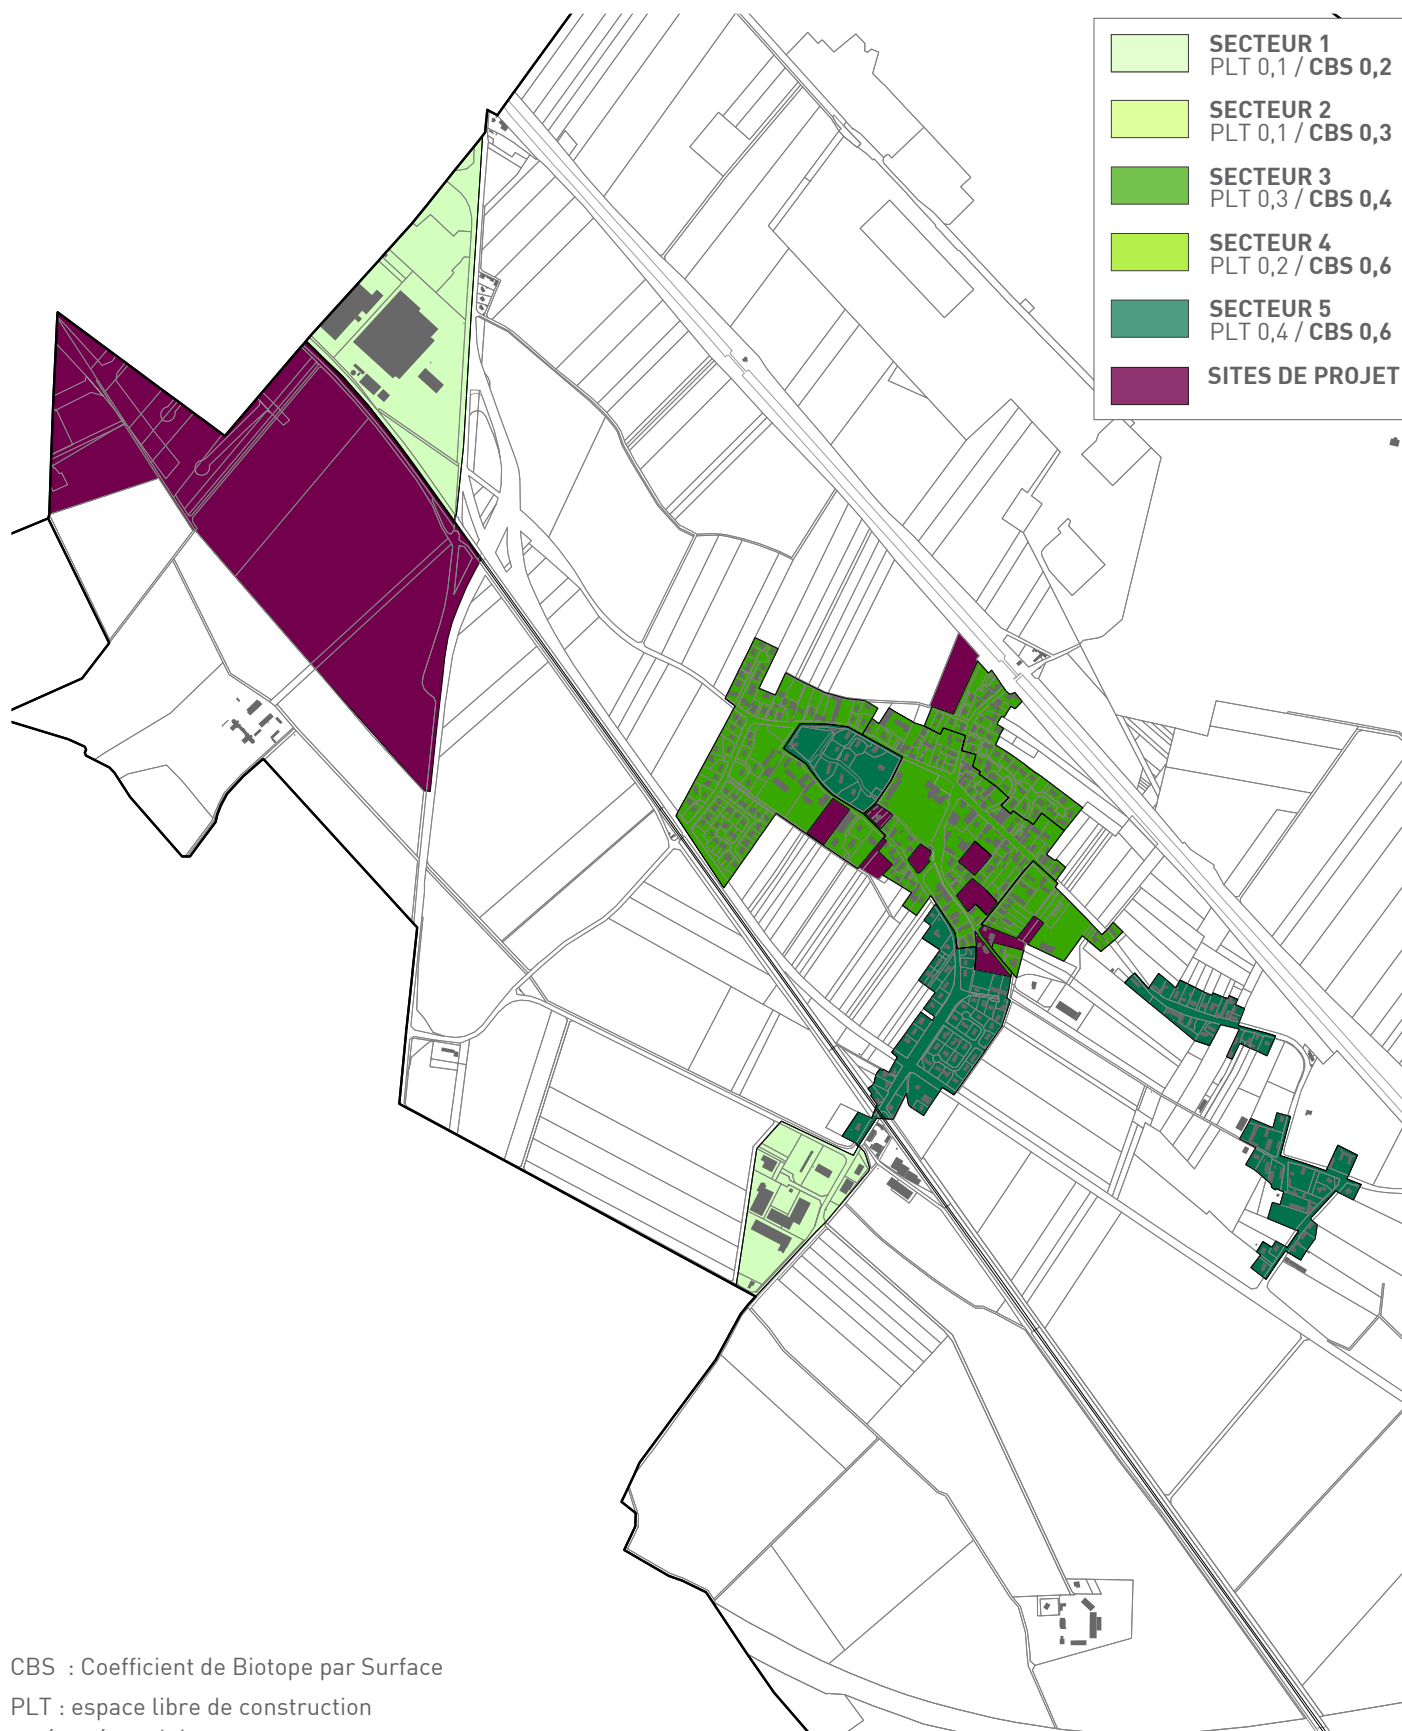 SECTEUR 1
PLT 0,1 / CBS 0,2
SECTEUR 2
PLT 0,1 / CBS 0,3
SECTEUR 3
PLT 0,3 / CBS 0,4
SECTEUR 4
PLT 0,2 / CBS 0,6
SECTEUR 5
PLT 0,4 / CBS 0,6
SITES DE PROJET
CBS : Coefficient de Biotope par Surface
PLT : espace libre de construction